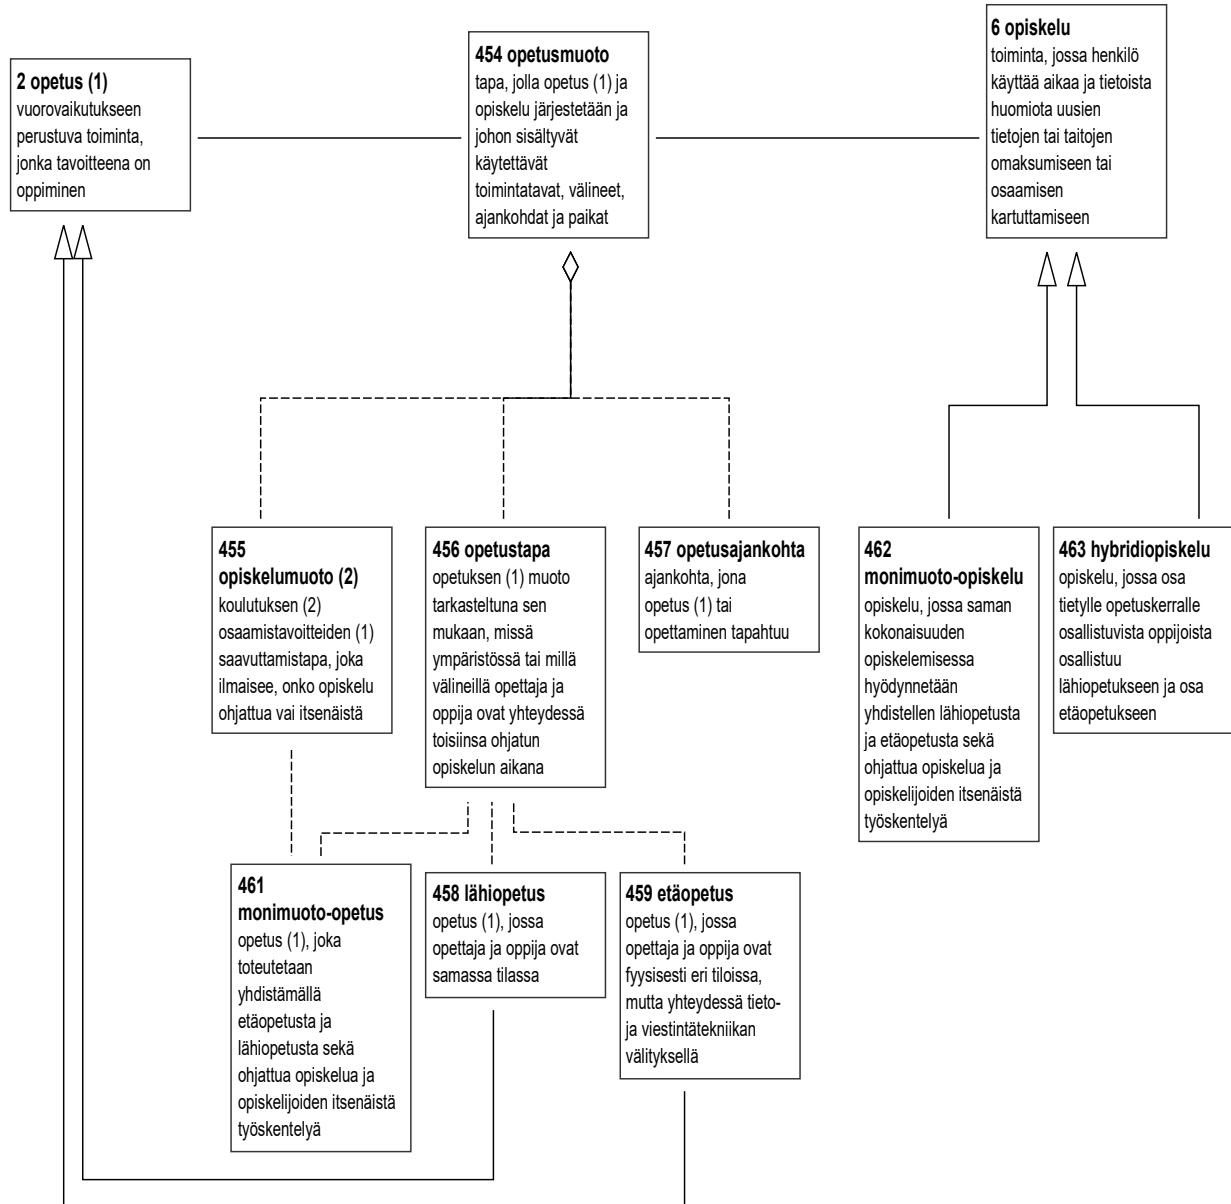 2 opetus (1)
vuorovaikutukseen
perustuva toiminta,
jonka tavoitteena on
oppiminen
454 opetusmuoto
tapa, jolla opetus (1) ja
opiskelu järjestetään ja
johon sisältyvät
käytettävät
toimintatavat, välineet,
ajankohdat ja paikat
6 opiskelu
toiminta, jossa henkilö
käyttää aikaa ja tietoista
huomiota uusien
tietojen tai taitojen
omaksumiseen tai
osaamisen
kartuttamiseen
455
opiskelumuoto (2)
koulutuksen (2)
osaamistavoitteiden (1)
saavuttamistapa, joka
ilmaisee, onko opiskelu
ohjattua vai itsenäistä
456 opetustapa
opetuksen (1) muoto
tarkasteltuna sen
mukaan, missä
ympäristössä tai millä
välineillä opettaja ja
oppija ovat yhteydessä
toisiinsa ohjatun
opiskelun aikana
457 opetusajankohta
ajankohta, jona
opetus (1) tai
opettaminen tapahtuu
462
monimuoto-opiskelu
opiskelu, jossa saman
kokonaisuuden
opiskelemisessa
hyödynnetään
yhdistellen lähiopetusta
ja etäopetusta sekä
ohjattua opiskelua ja
opiskelijoiden itsenäistä
työskentelyä
463 hybridiopiskelu
opiskelu, jossa osa
tietylle opetuskerralle
osallistuvista oppijoista
osallistuu
lähiopetukseen ja osa
etäopetukseen
461
monimuoto-opetus
opetus (1), joka
toteutetaan
yhdistämällä
etäopetusta ja
lähiopetusta sekä
ohjattua opiskelua ja
opiskelijoiden itsenäistä
työskentelyä
458 lähiopetus
opetus (1), jossa
opettaja ja oppija ovat
samassa tilassa
459 etäopetus
opetus (1), jossa
opettaja ja oppija ovat
fyysisesti eri tiloissa,
mutta yhteydessä tieto-
ja viestintätekniikan
välityksellä